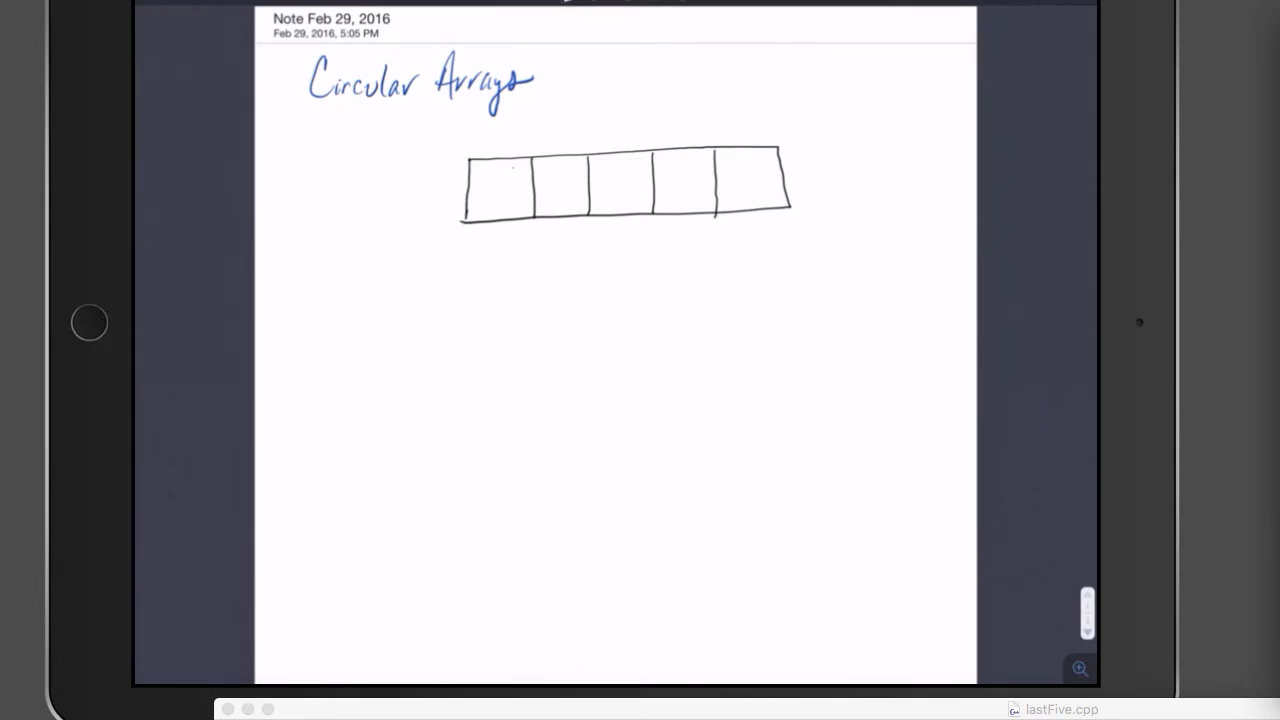 Note Feb 29, 2016
Feb 29, 2016, 5:05 PM
Circular Arrays
lastFive.cpp